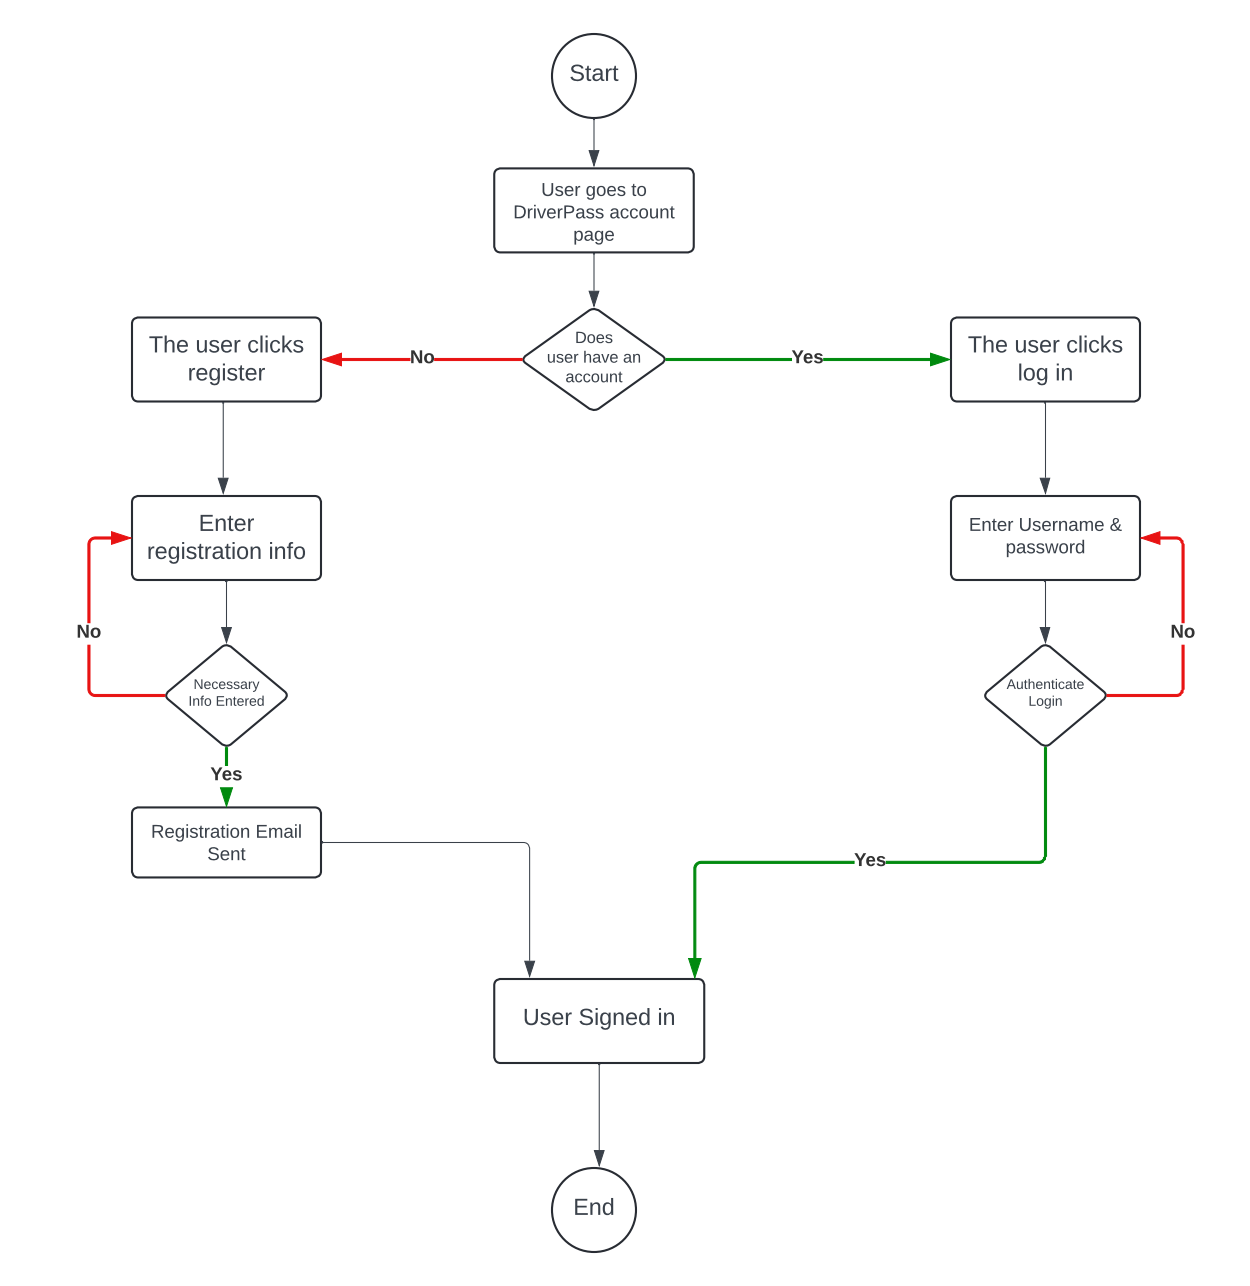 Start
User goes to
DriverPass account
page
Does
user have an
account
No
Yes
The user clicks
register
The user clicks
log in
Enter
registration info
Enter Username &
password
No
No
Necessary
Info Entered
Authenticate
Login
Yes
Registration Email
Sent
Yes
User Signed in
End